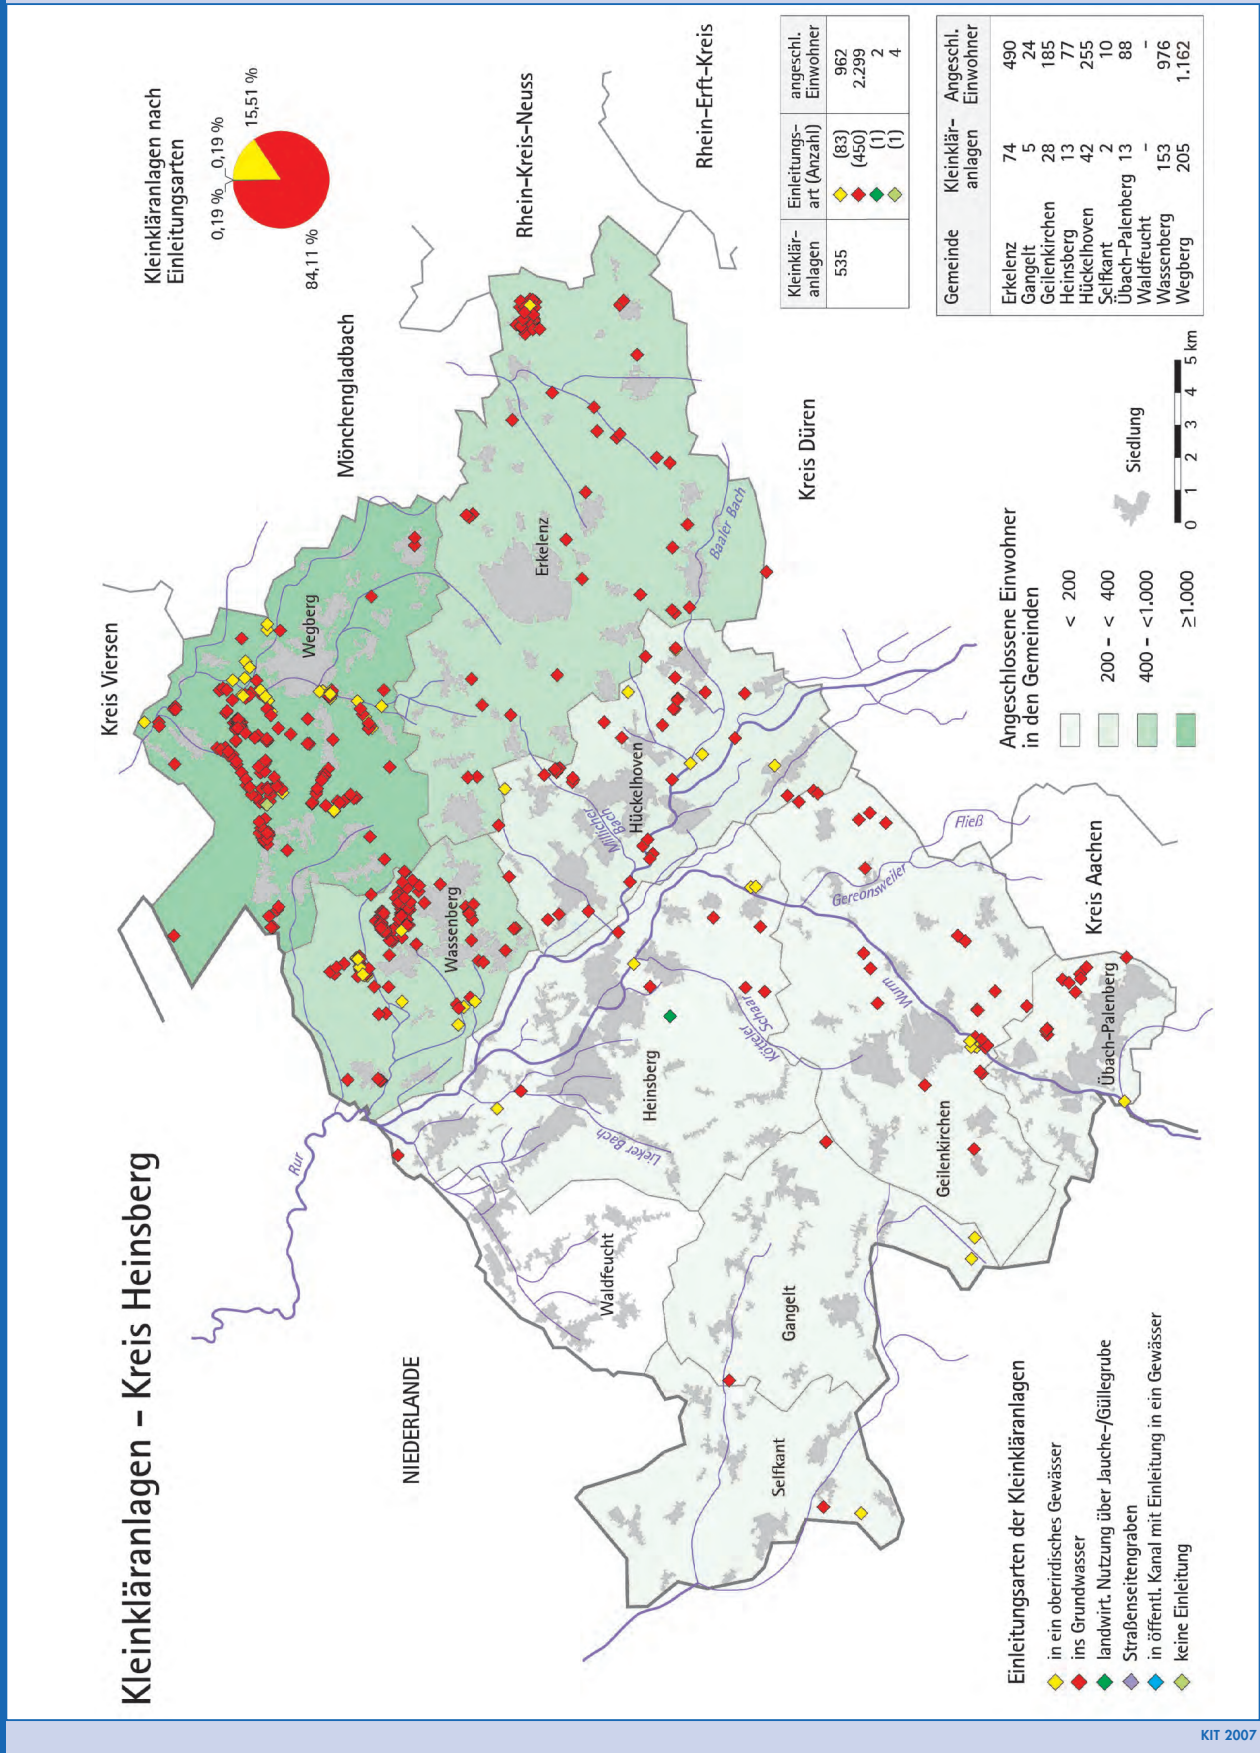 Kleinkläranlagen – Kreis Heinsberg
Kleinkläranlagen nach
Einleitungsarten
0,19 %
0,19 %
15,51 %
84,11 %
Kreis Viersen
Mönchengladbach
Rhein-Kreis-Neuss
Rhein-Erft-Kreis
Kreis Düren
Kreis Aachen
NIEDERLANDE
Wegberg
Erkelenz
Wassenberg
Hückelhoven
Heinsberg
Waldfeucht
Gangelt
Selfkant
Geilenkirchen
Übach-Palenberg
Rur
Baaler Bach
Millicher
Bach
Lieker Bach
Kötteler
Schaar
Wurm
Gereonsweiler
Fließ
Kleinklär-
anlagen
Einleitungs-
art (Anzahl)
angeschl.
Einwohner
535
(83) 962
(450) 2.299
(1) 2
(1) 4
Gemeinde
Kleinklär-
anlagen
Angeschl.
Einwohner
Erkelenz 74 490
Gangelt 5 24
Geilenkirchen 28 185
Heinsberg 13 77
Hückelhoven 42 255
Selfkant 2 10
Übach-Palenberg 13 88
Waldfeucht – –
Wassenberg 153 976
Wegberg 205 1.162
Einleitungsarten der Kleinkläranlagen
in ein oberirdisches Gewässer
ins Grundwasser
landwirt. Nutzung über Jauche-/Güllegrube
Straßenseitengraben
in öffentl. Kanal mit Einleitung in ein Gewässer
keine Einleitung
Angeschlossene Einwohner
in den Gemeinden
< 200
200 – < 400
400 – <1.000
≥1.000
Siedlung
0 1 2 3 4 5 km
KIT 2007